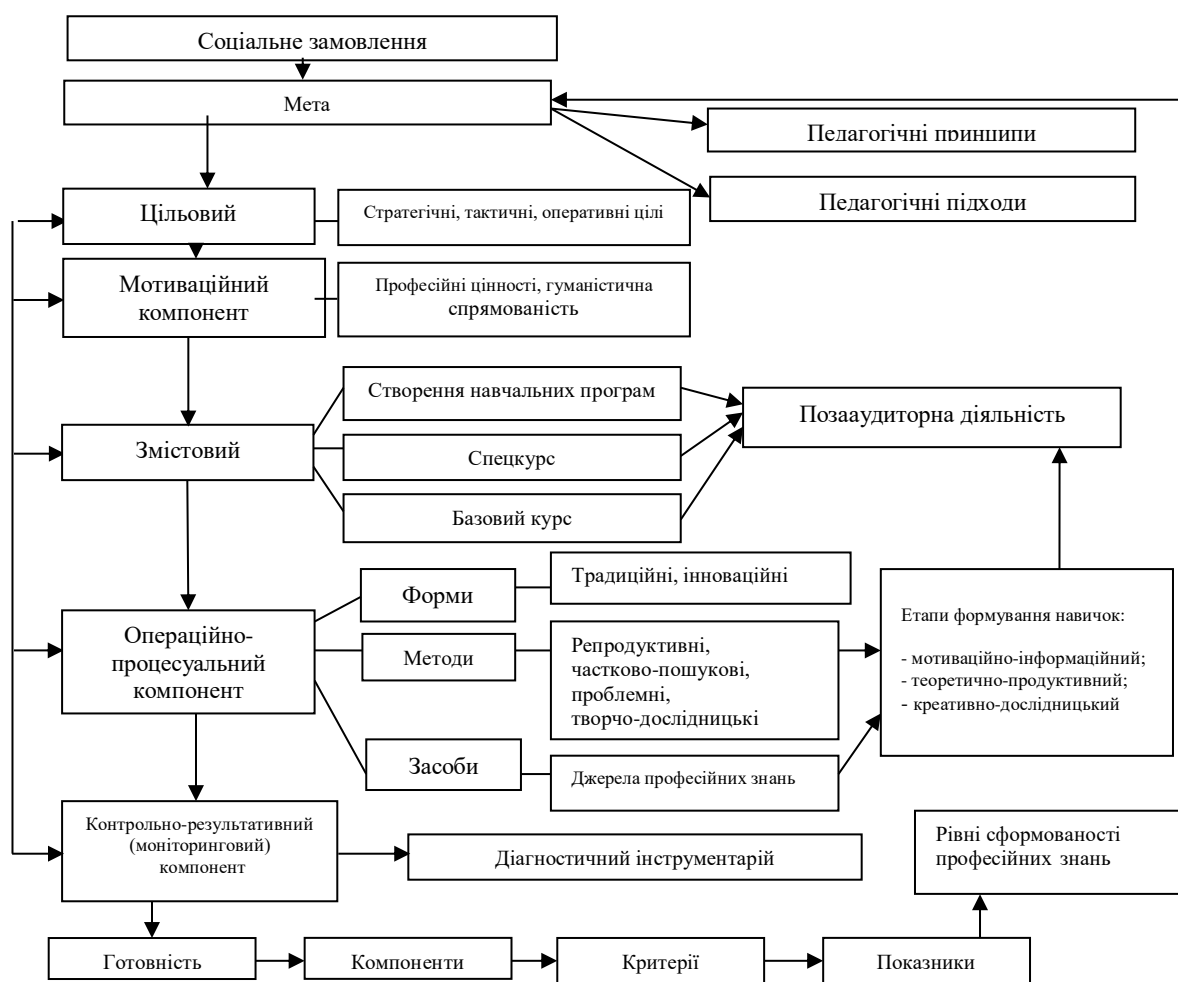 Соціальне замовлення
Мета
Педагогічні принципи
Педагогічні підходи
Цільовий
Стратегічні, тактичні, оперативні цілі
Мотиваційний
компонент
Професійні цінності, гуманістична
спрямованість
Створення навчальних програм
Позааудиторна діяльність
Змістовий
Спецкурс
Базовий курс
Форми
Традиційні, інноваційні
Операційно-
процесуальний
компонент
Методи
Репродуктивні,
частково-пошукові,
проблемні,
творчо-дослідницькі
Етапи формування навичок:
- мотиваційно-інформаційний;
- теоретично-продуктивний;
- креативно-дослідницький
Засоби
Джерела професійних знань
Контрольно-результативний
(моніторинговий)
компонент
Діагностичний інструментарій
Рівні сформованості
професійних знань
Готовність
Компоненти
Критерії
Показники